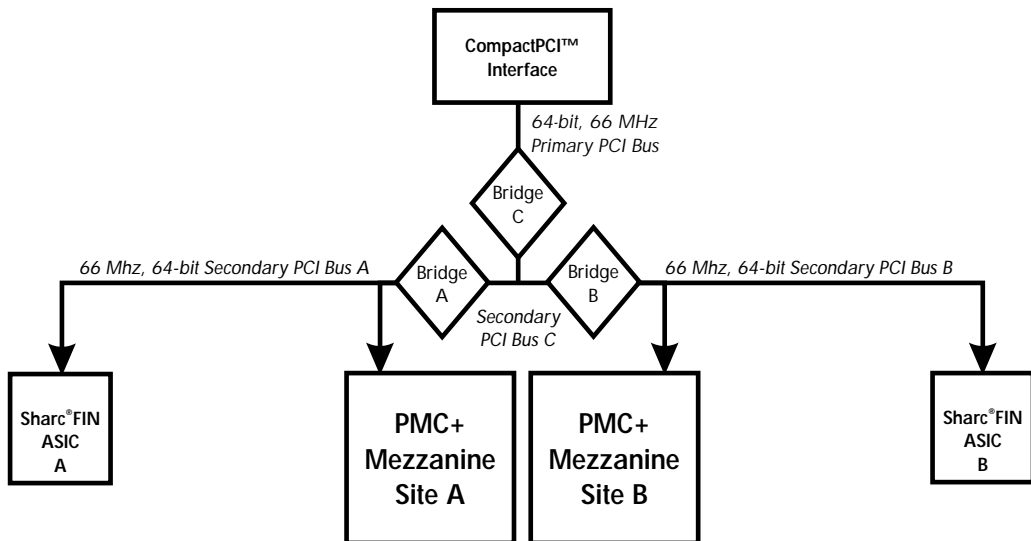 CompactPCI™
Interface
64-bit, 66 MHz
Primary PCI Bus
Bridge
C
66 Mhz, 64-bit Secondary PCI Bus A
Bridge
A
Bridge
B
66 Mhz, 64-bit Secondary PCI Bus B
Secondary
PCI Bus C
Sharc®FIN
ASIC
A
PMC+
Mezzanine
Site A
PMC+
Mezzanine
Site B
Sharc®FIN
ASIC
B